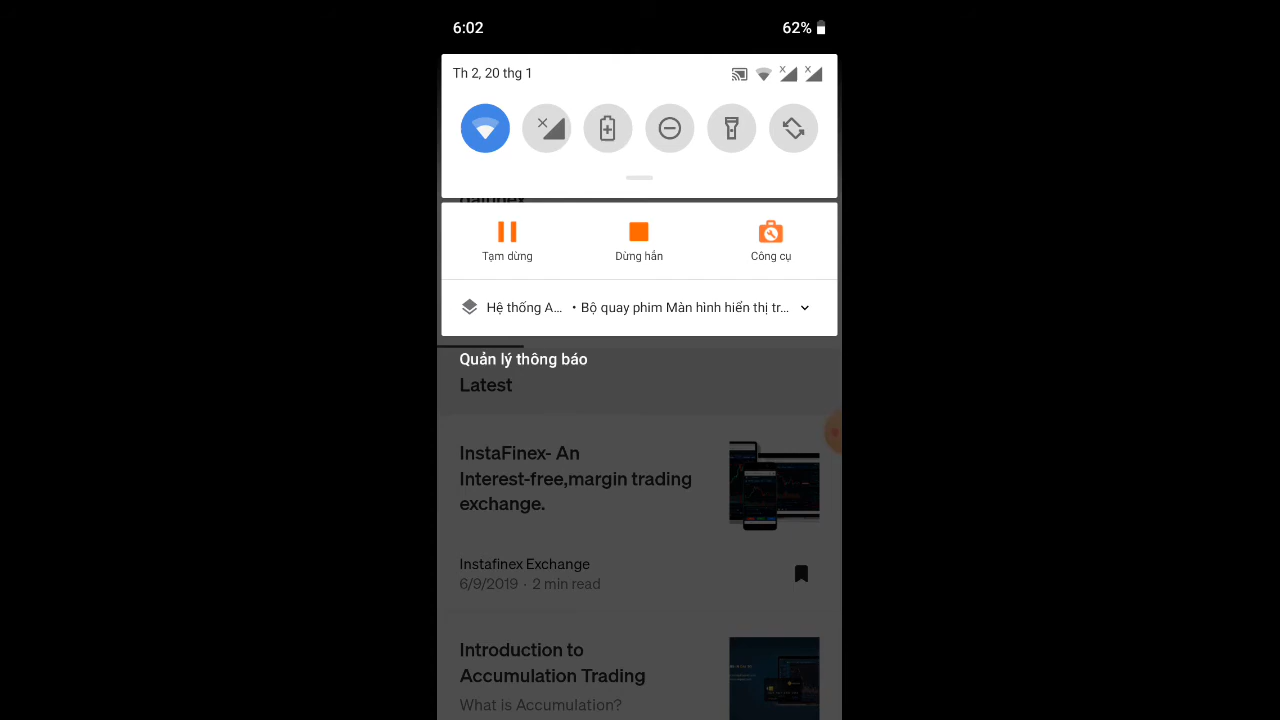 6:02
62%
Th 2, 20 thg 1
Tạm dừng
Dừng hẳn
Công cụ
Hệ thống A... • Bộ quay phim Màn hình hiển thị tr...
Quản lý thông báo
Latest
InstaFinex- An
Interest-free,margin trading
exchange.
Instafinex Exchange
6/9/2019 · 2 min read
Introduction to
Accumulation Trading
What is Accumulation?